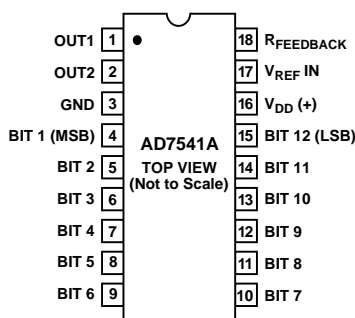 OUT1 1 18 RFEEDBACK
OUT2 2 17 VREF IN
GND 3 16 VDD (+)
BIT 1 (MSB) 4 15 BIT 12 (LSB)
AD7541A
BIT 2 5 14 BIT 11
TOP VIEW
(Not to Scale)
BIT 3 6 13 BIT 10
BIT 4 7 12 BIT 9
BIT 5 8 11 BIT 8
BIT 6 9 10 BIT 7